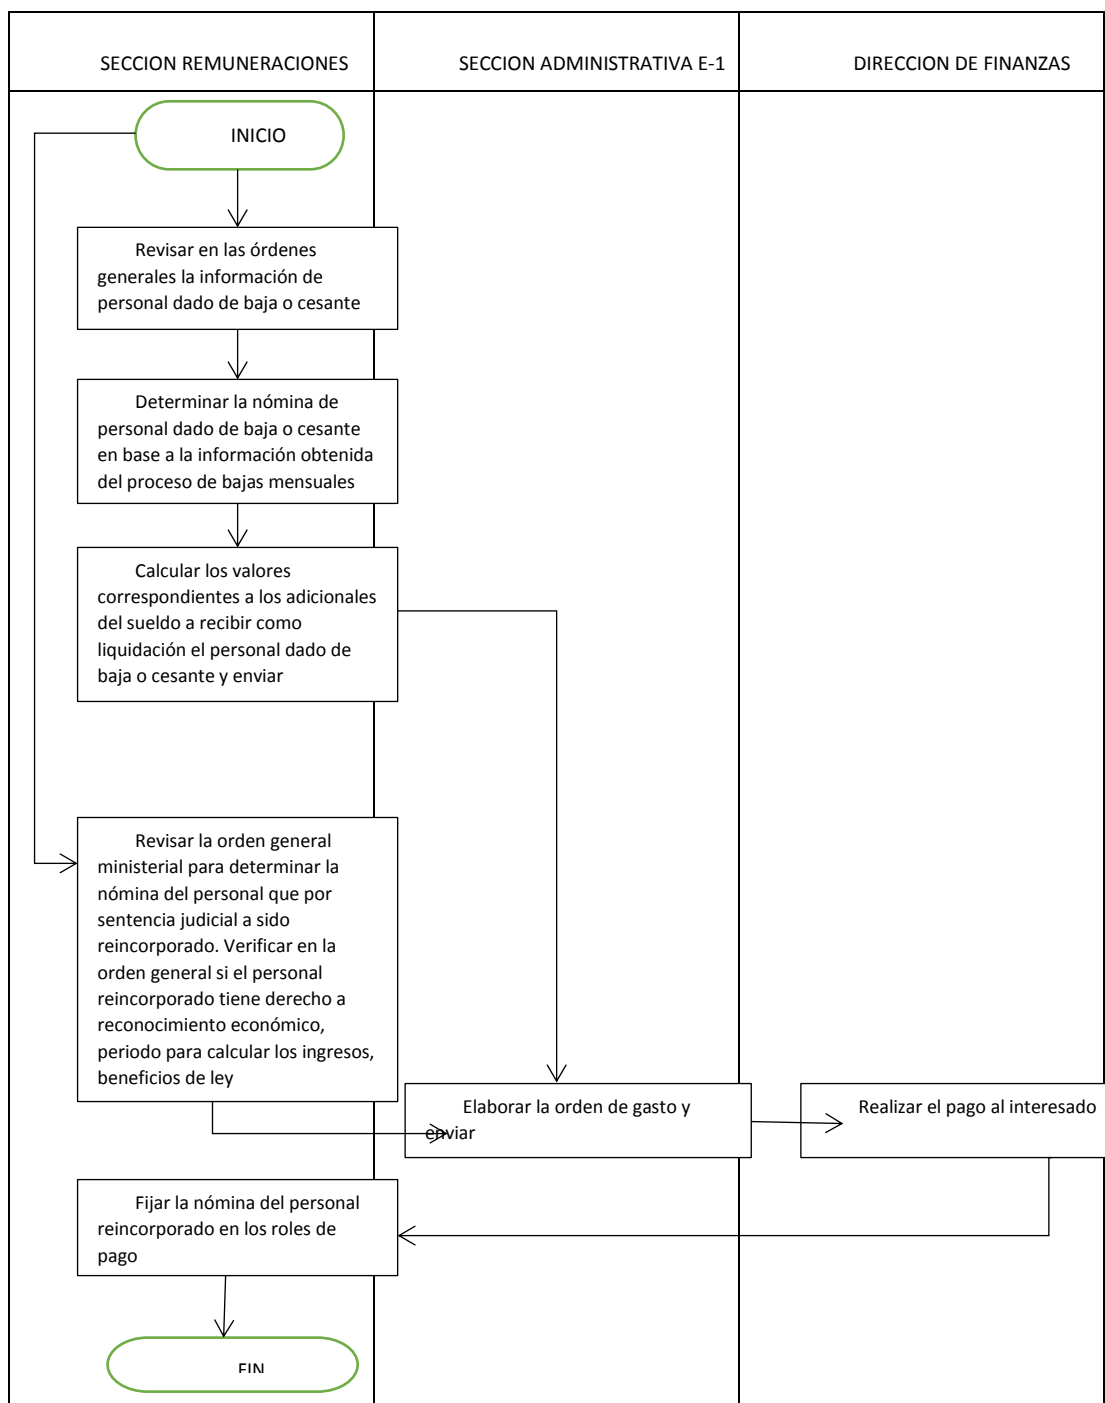 SECCION REMUNERACIONES
SECCION ADMINISTRATIVA E-1
DIRECCION DE FINANZAS
INICIO
Revisar en las órdenes
generales la información de
personal dado de baja o cesante
Determinar la nómina de
personal dado de baja o cesante
en base a la información obtenida
del proceso de bajas mensuales
Calcular los valores
correspondientes a los adicionales
del sueldo a recibir como
liquidación el personal dado de
baja o cesante y enviar
Revisar la orden general
ministerial para determinar la
nómina del personal que por
sentencia judicial a sido
reincorporado. Verificar en la
orden general si el personal
reincorporado tiene derecho a
reconocimiento económico,
periodo para calcular los ingresos,
beneficios de ley
Elaborar la orden de gasto y
enviar
Realizar el pago al interesado
Fijar la nómina del personal
reincorporado en los roles de
pago
FIN